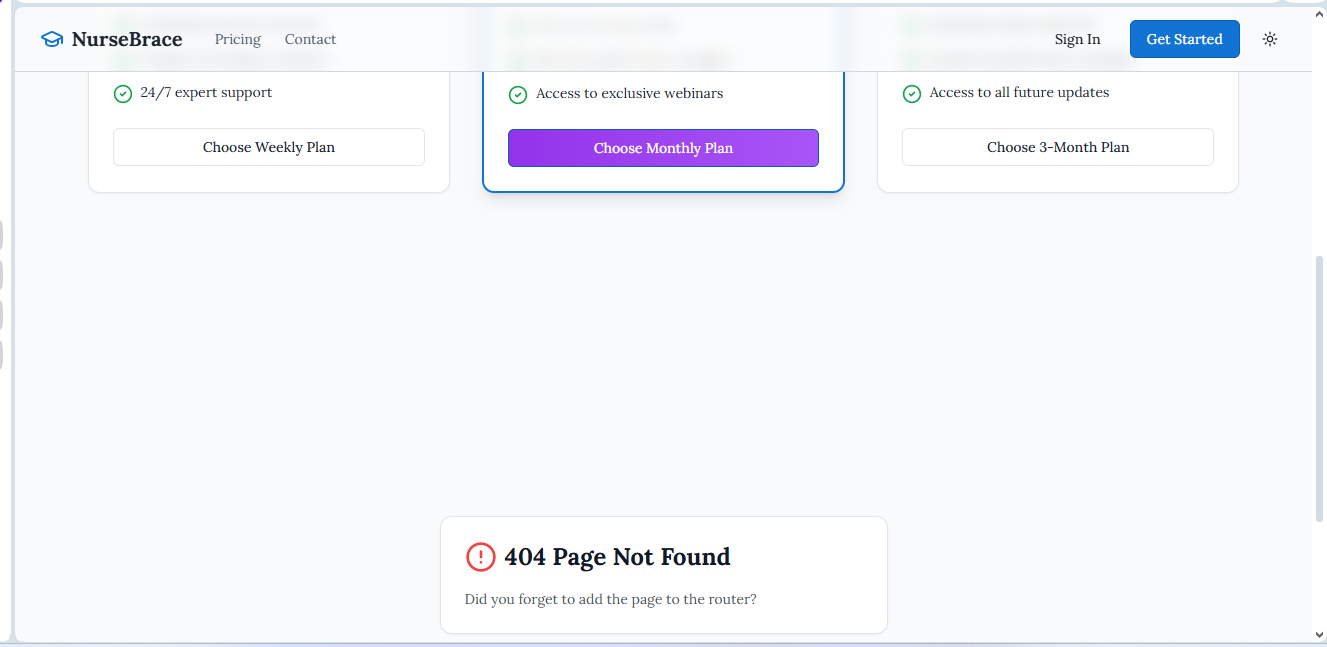 NurseBrace
Pricing
Contact
Sign In
Get Started
24/7 expert support
Access to exclusive webinars
Access to all future updates
Choose Weekly Plan
Choose Monthly Plan
Choose 3-Month Plan
404 Page Not Found
Did you forget to add the page to the router?